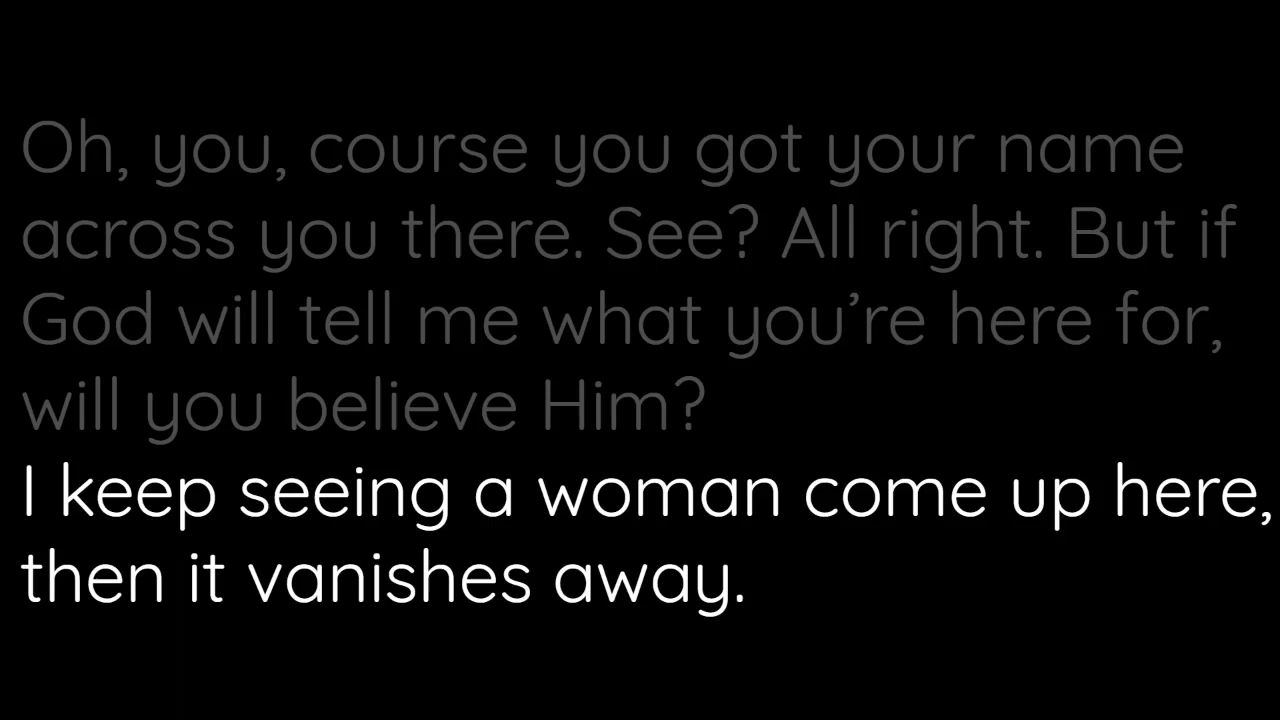 Oh, you, course you got your name
across you there. See? All right. But if
God will tell me what you’re here for,
will you believe Him?
I keep seeing a woman come up here,
then it vanishes away.